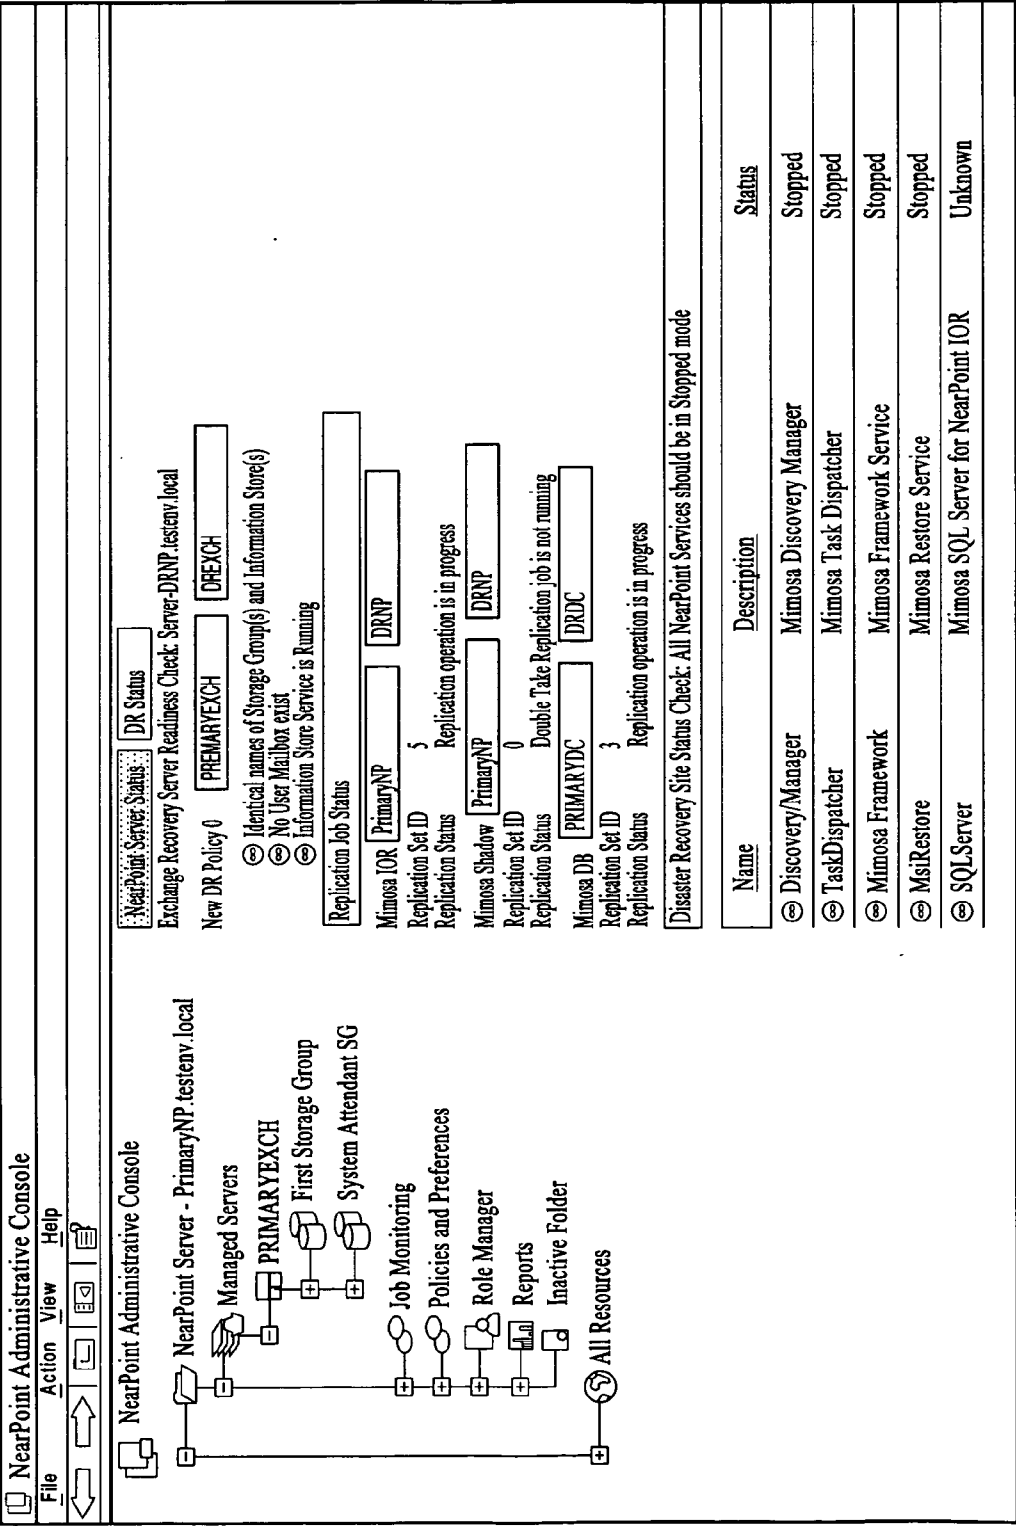 NearPoint Administrative Console
File Action View Help
NearPoint Administrative Console
NearPoint Server - PrimaryNP.testenv.local
Managed Servers
PRIMARYEXCH
First Storage Group
System Attendant SG
Job Monitoring
Policies and Preferences
Role Manager
Reports
Inactive Folder
All Resources
NearPoint Server Status DR Status
Exchange Recovery Server Readiness Check: Server-DRNP.testenv.local
New DR Policy 0 PREMARYEXCH DREXCH
Identical names of Storage Group(s) and Information Store(s)
No User Mailbox exist
Information Store Service is Running
Replication Job Status
Mimosa IOR PrimaryNP DRNP
Replication Set ID 5
Replication Status Replication operation is in progress
Mimosa Shadow PrimaryNP DRNP
Replication Set ID 0
Replication Status Double Take Replication job is not running
Mimosa DB PRIMARYDC DRDC
Replication Set ID 3
Replication Status Replication operation is in progress
Disaster Recovery Site Status Check: All NearPoint Services should be in Stopped mode
Name Description Status
Discovery/Manager Mimosa Discovery Manager Stopped
TaskDispatcher Mimosa Task Dispatcher Stopped
Mimosa Framework Mimosa Framework Service Stopped
MsiRestore Mimosa Restore Service Stopped
SQLServer Mimosa SQL Server for NearPoint IOR Unknown